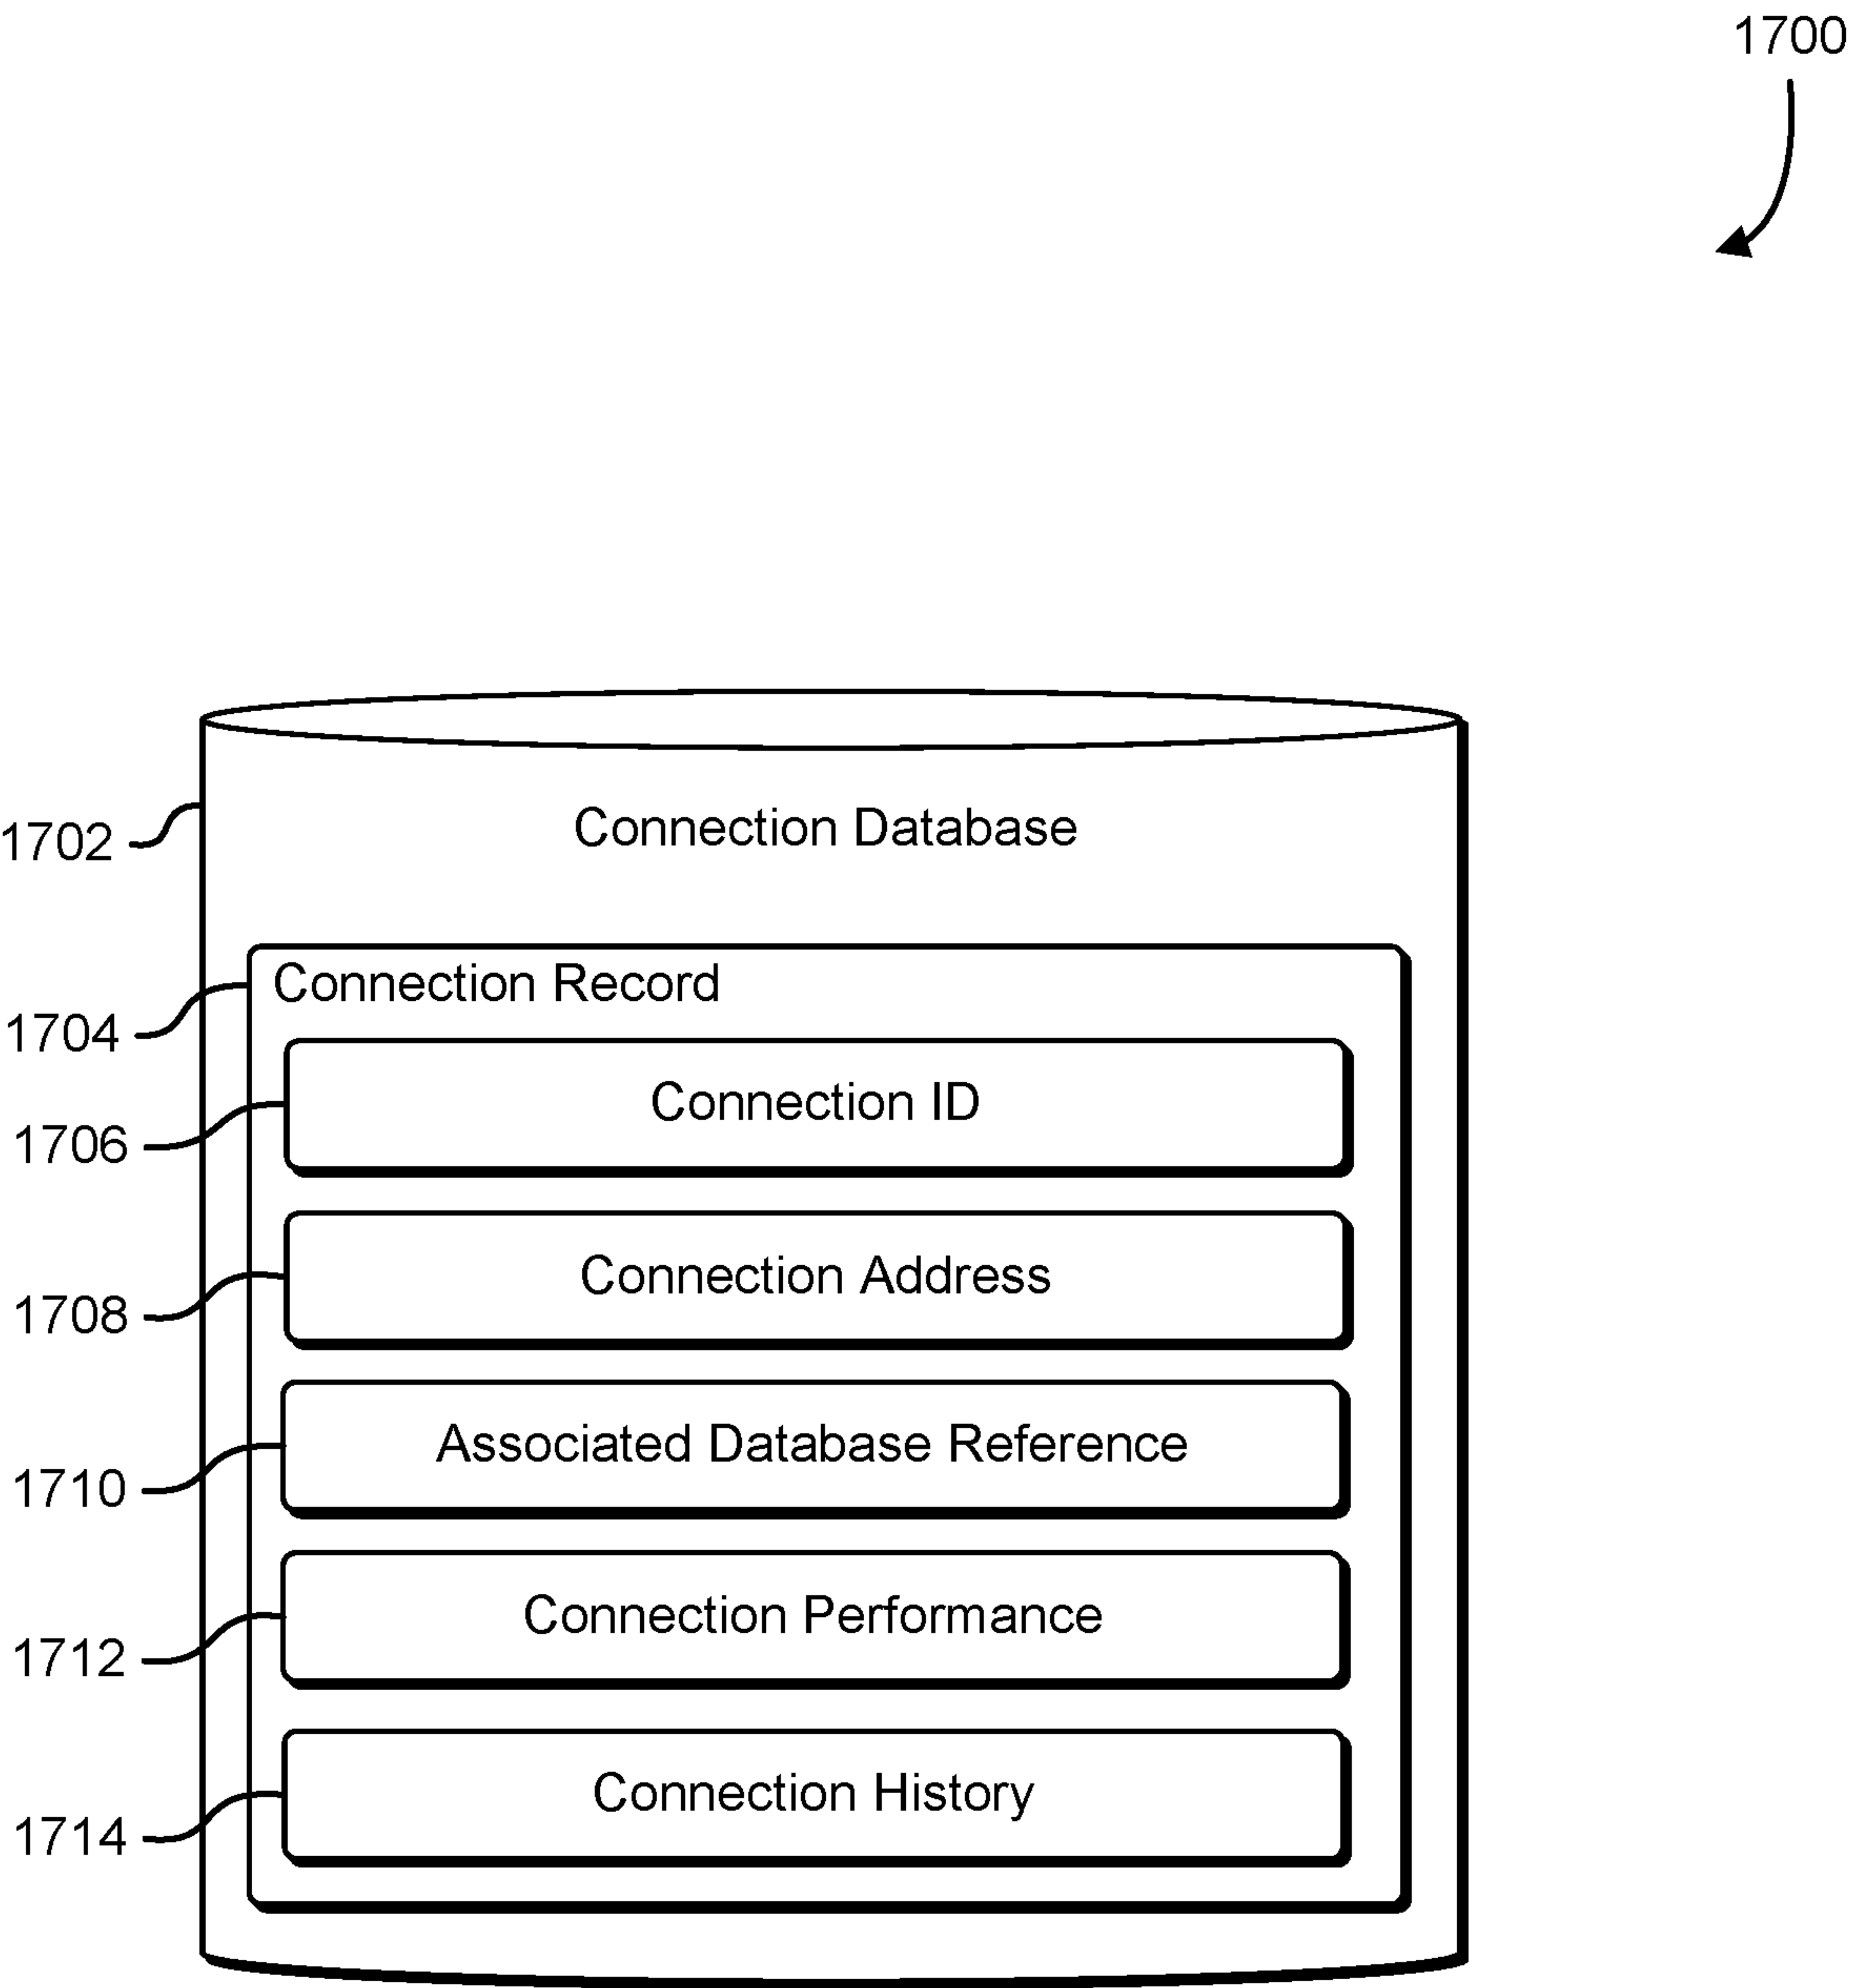 1700
Connection Database
1702
Connection Record
1704
Connection ID
1706
Connection Address
1708
Associated Database Reference
1710
Connection Performance
1712
Connection History
1714